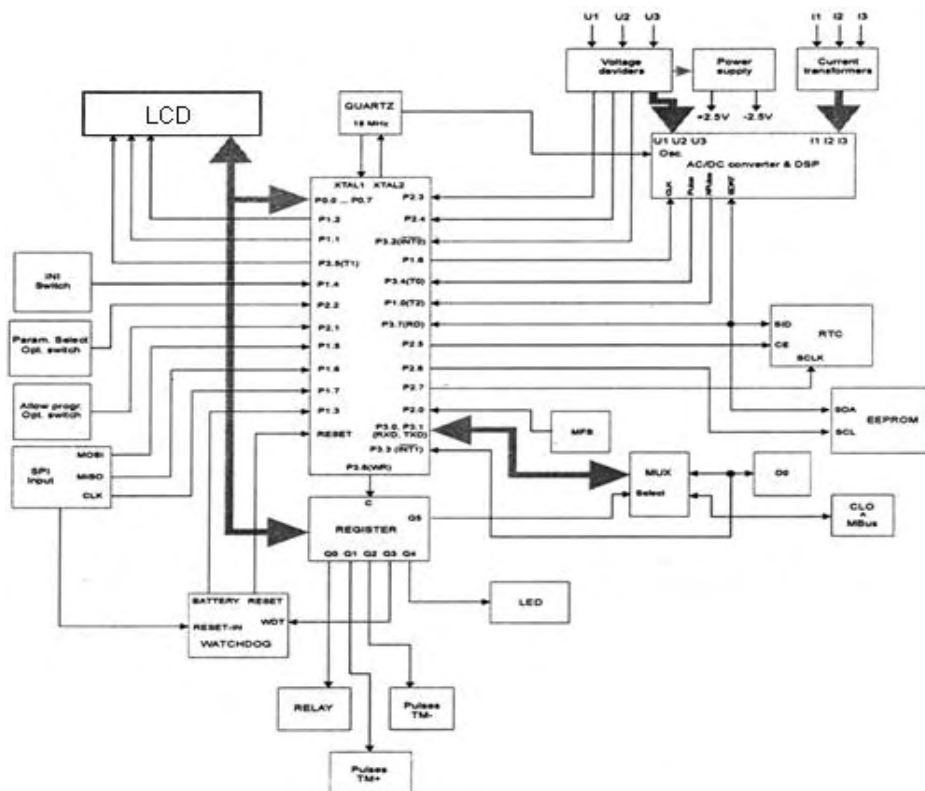 U1 U2 U3
I1 I2 I3
Voltage deviders
Power supply
Current transformers
LCD
QUARTZ
18 MHz
+2.5V -2.5V
U1 U2 U3
I1 I2 I3
Osc.
AC/DC converter & DSP
CLK
Pulse
XPulse
SDAT
XTAL1 XTAL2
P0.0 ... P0.7
P1.2
P1.1
P3.5(T1)
P1.4
P2.2
P2.1
P1.5
P1.6
P1.7
P1.3
RESET
P2.3
P2.4
P3.2(INT0)
P1.6
P3.4(T0)
P1.0(T2)
P3.7(RD)
P2.5
P2.6
P2.7
P2.0
P3.0, P3.1
(RXD, TXD)
P3.3 (INT1)
P3.6(WR)
INI
Switch
Param. Select
Opt. switch
Allow progr.
Opt. switch
MOSI
SPI
Input
MISO
CLK
SID
RTC
CE
SCLK
SDA
EEPROM
SCL
MFB
MUX
Select
D0
CLO
^
MBus
C
Q5
REGISTER
Q0 Q1 Q2 Q3 Q4
BATTERY RESET
WDT
RESET-IN
WATCHDOG
LED
RELAY
Pulses
TM-
Pulses
TM+